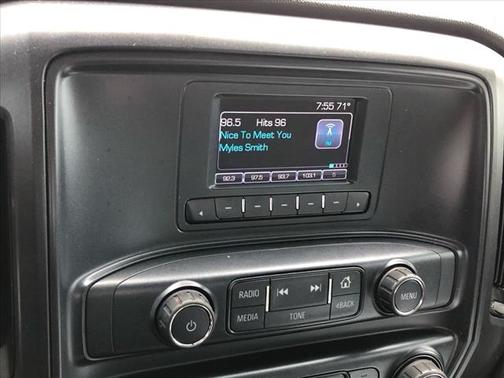 7:55 71°
96.5 Hits 96
Nice To Meet You
Myles Smith
FM
92.3 97.5 93.7 103.1
RADIO
MEDIA
TONE
BACK
MENU